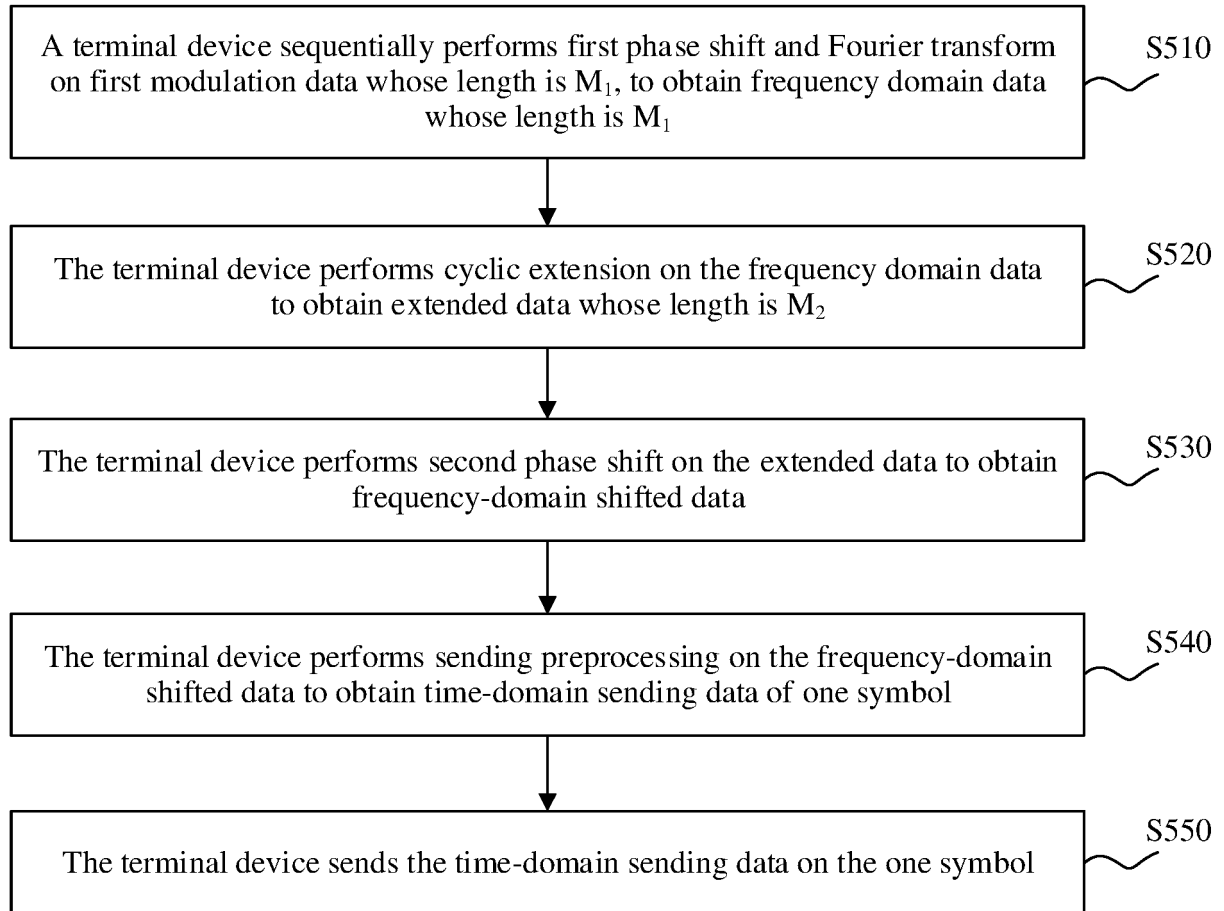 A terminal device sequentially performs first phase shift and Fourier transform
on first modulation data whose length is M₁, to obtain frequency domain data
whose length is M₁
S510
The terminal device performs cyclic extension on the frequency domain data
to obtain extended data whose length is M₂
S520
The terminal device performs second phase shift on the extended data to obtain
frequency-domain shifted data
S530
The terminal device performs sending preprocessing on the frequency-domain
shifted data to obtain time-domain sending data of one symbol
S540
The terminal device sends the time-domain sending data on the one symbol
S550